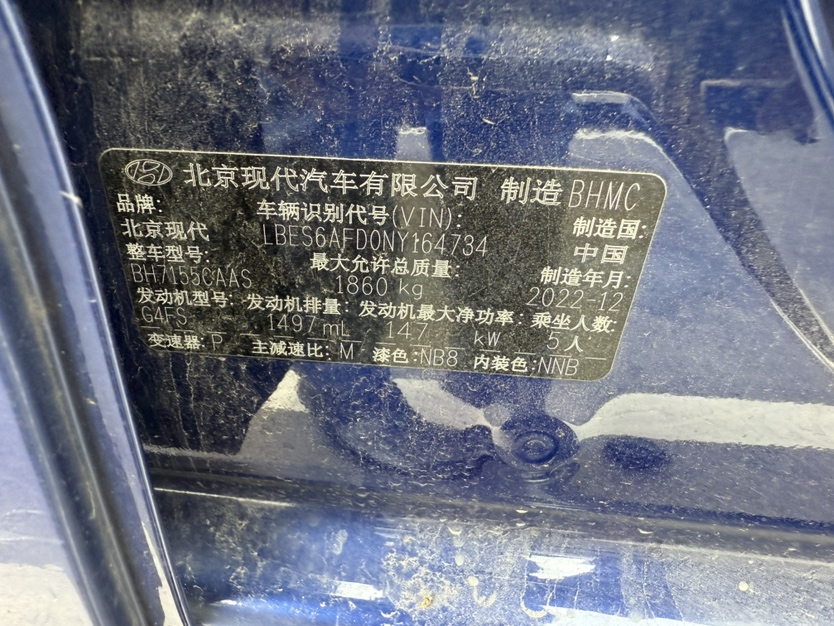 北京现代汽车有限公司 制造 BHMC
品牌: 车辆识别代号(VIN): 制造国:
北京现代 LBES6AFD0NY164734 中国
整车型号: 最大允许总质量: 制造年月:
BH7155CAAS 1860 kg 2022-12
发动机型号: 发动机排量: 发动机最大净功率: 乘坐人数:
G4FS 1497 mL 147 kW 5 人
变速器: P 主减速比: M 漆色: NB8 内装色: NNB